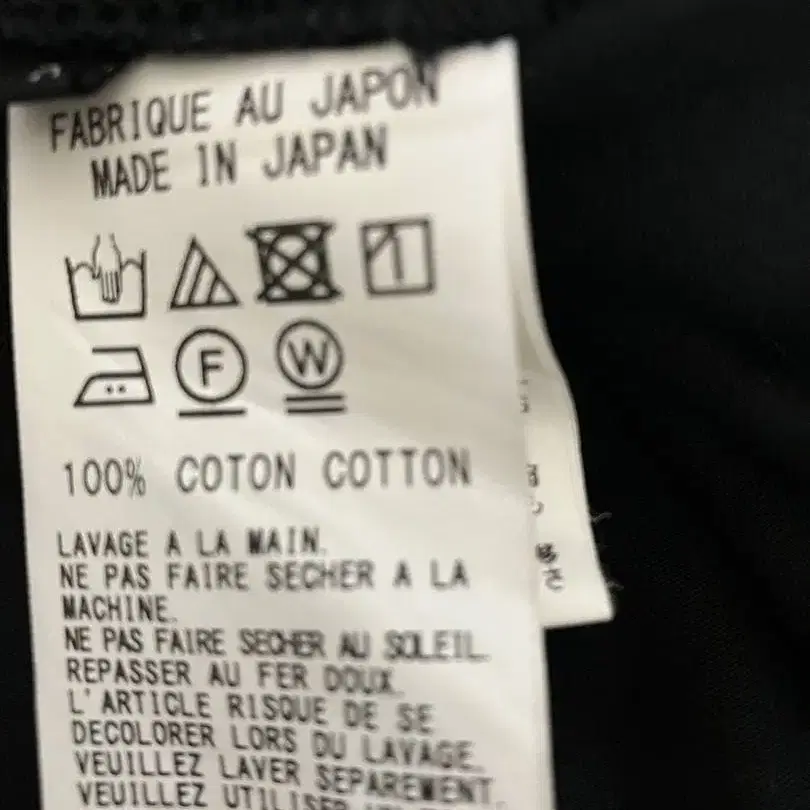 FABRIQUE AU JAPON
MADE IN JAPAN
F W
100% COTON COTTON
LAVAGE A LA MAIN.
NE PAS FAIRE SECHER A LA
MACHINE.
NE PAS FAIRE SECHER AU SOLEIL.
REPASSER AU FER DOUX.
L'ARTICLE RISQUE DE SE
DECOLORER LORS DU LAVAGE.
VEUILLEZ LAVER SEPAREMENT.
VEUILLEZ UTILISER